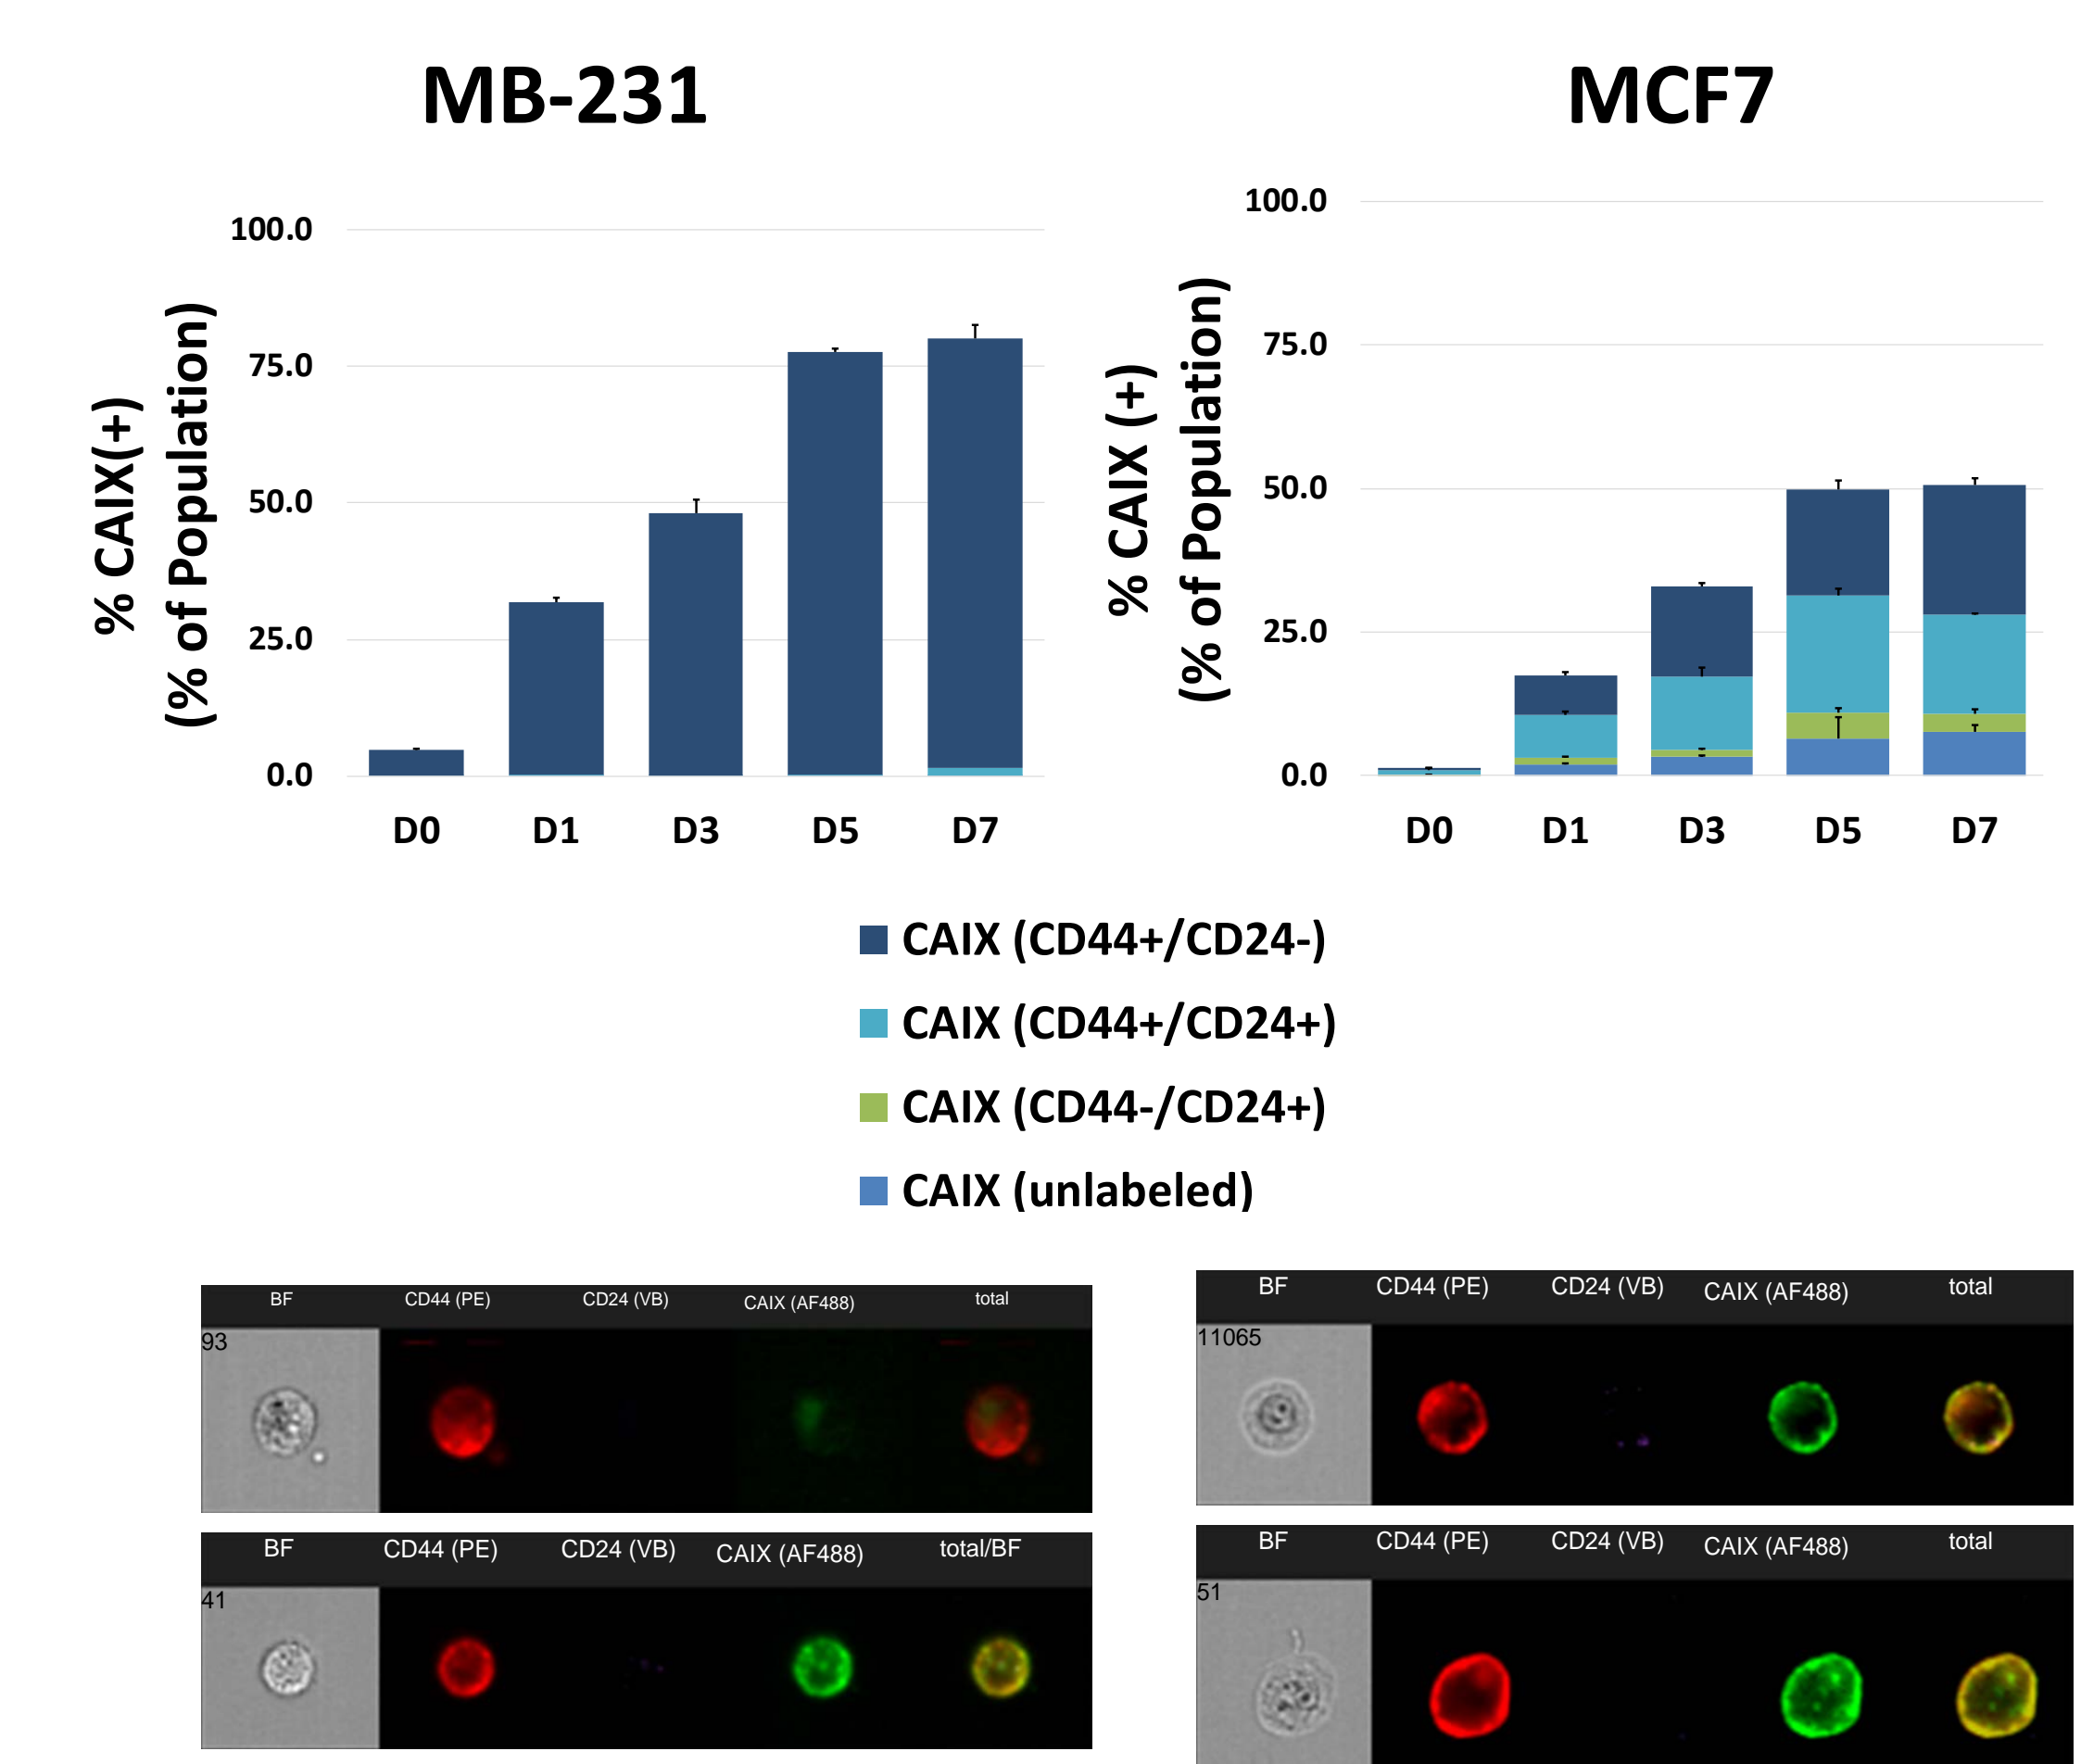 MB-231
MCF7
% CAIX(+)
(% of Population)
100.0
75.0
50.0
25.0
0.0
D0 D1 D3 D5 D7
% CAIX (+)
(% of Population)
100.0
75.0
50.0
25.0
0.0
D0 D1 D3 D5 D7
CAIX (CD44+/CD24-)
CAIX (CD44+/CD24+)
CAIX (CD44-/CD24+)
CAIX (unlabeled)
BF CD44 (PE) CD24 (VB) CAIX (AF488) total
93
BF CD44 (PE) CD24 (VB) CAIX (AF488) total/BF
41
BF CD44 (PE) CD24 (VB) CAIX (AF488) total
11065
BF CD44 (PE) CD24 (VB) CAIX (AF488) total
51